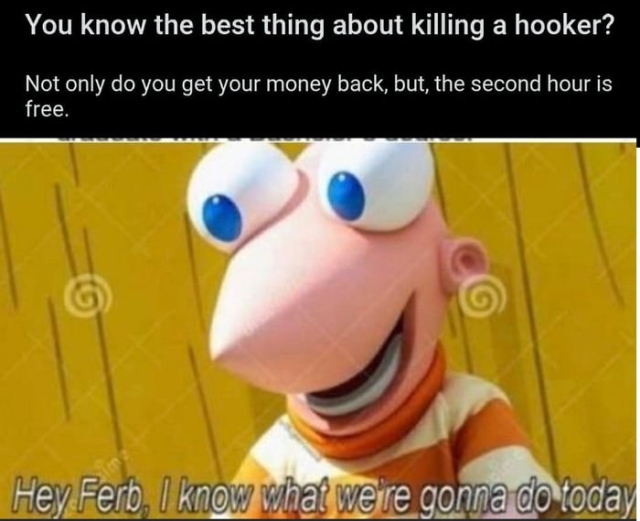 You know the best thing about killing a hooker?
Not only do you get your money back, but, the second hour is
free.
Hey Ferb, I know what we're gonna do today